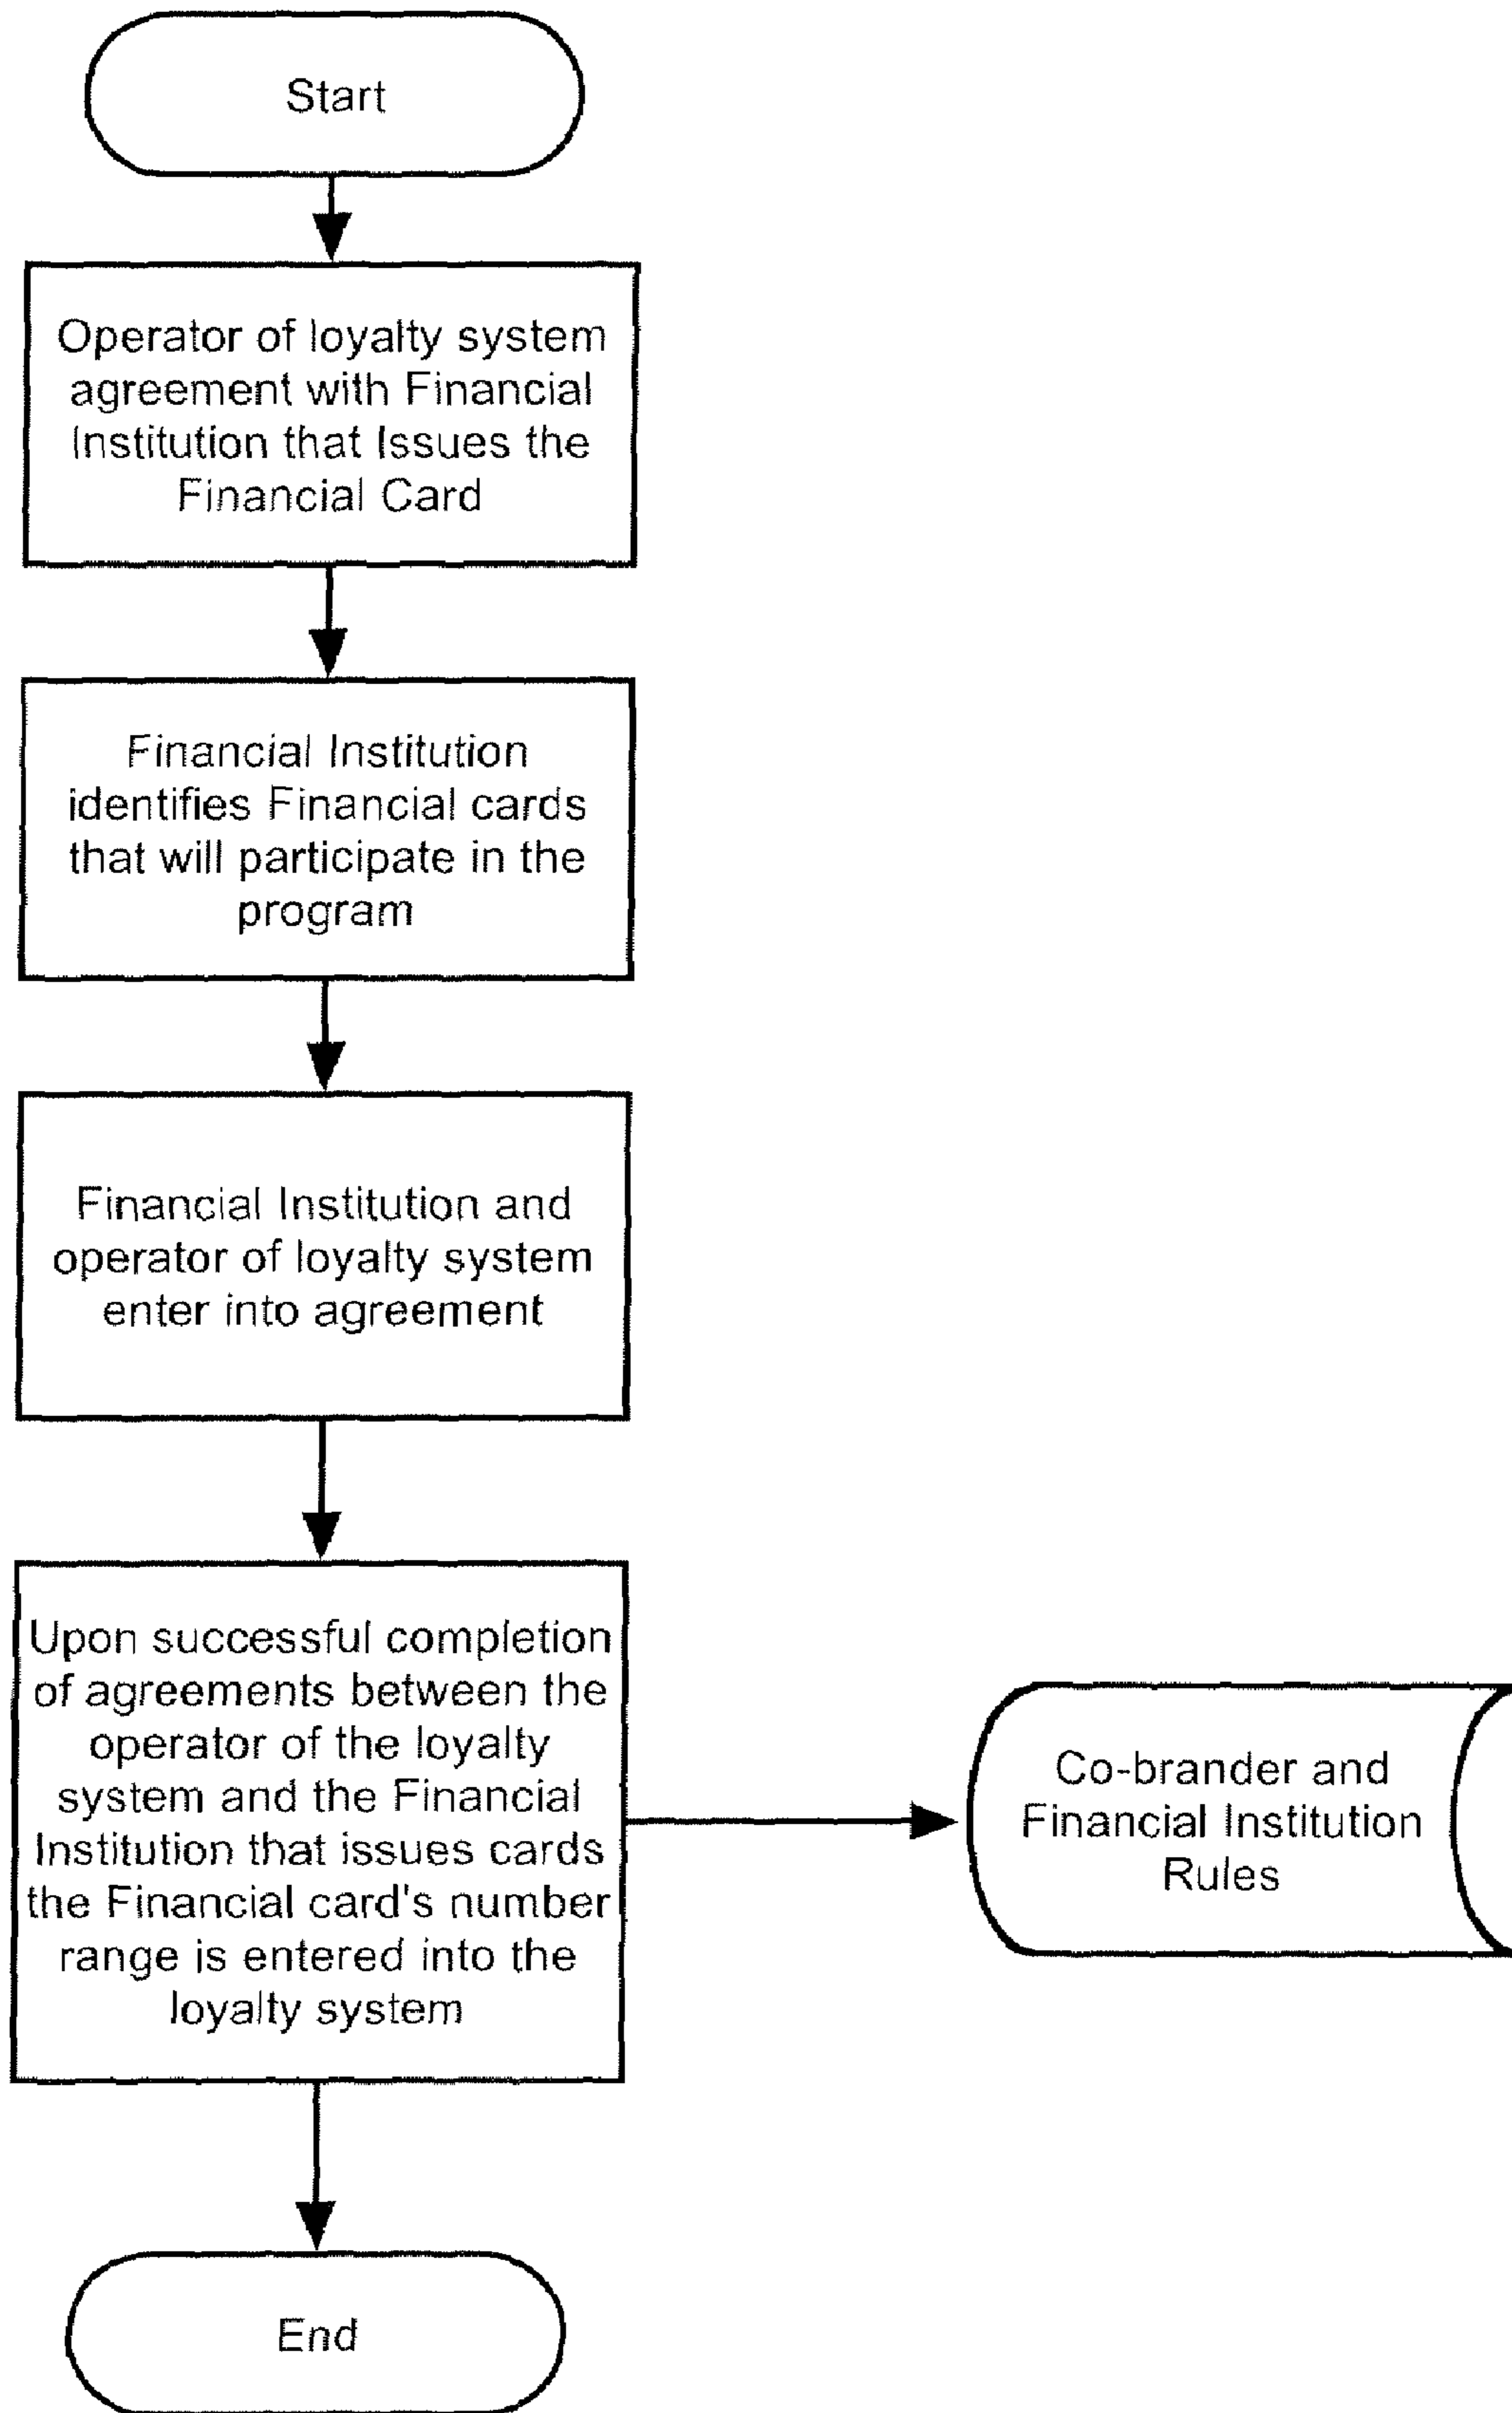 Start
Operator of loyalty system
agreement with Financial
Institution that Issues the
Financial Card
Financial Institution
identifies Financial cards
that will participate in the
program
Financial Institution and
operator of loyalty system
enter into agreement
Upon successful completion
of agreements between the
operator of the loyalty
system and the Financial
Institution that issues cards
the Financial card's number
range is entered into the
loyalty system
Co-brander and
Financial Institution
Rules
End